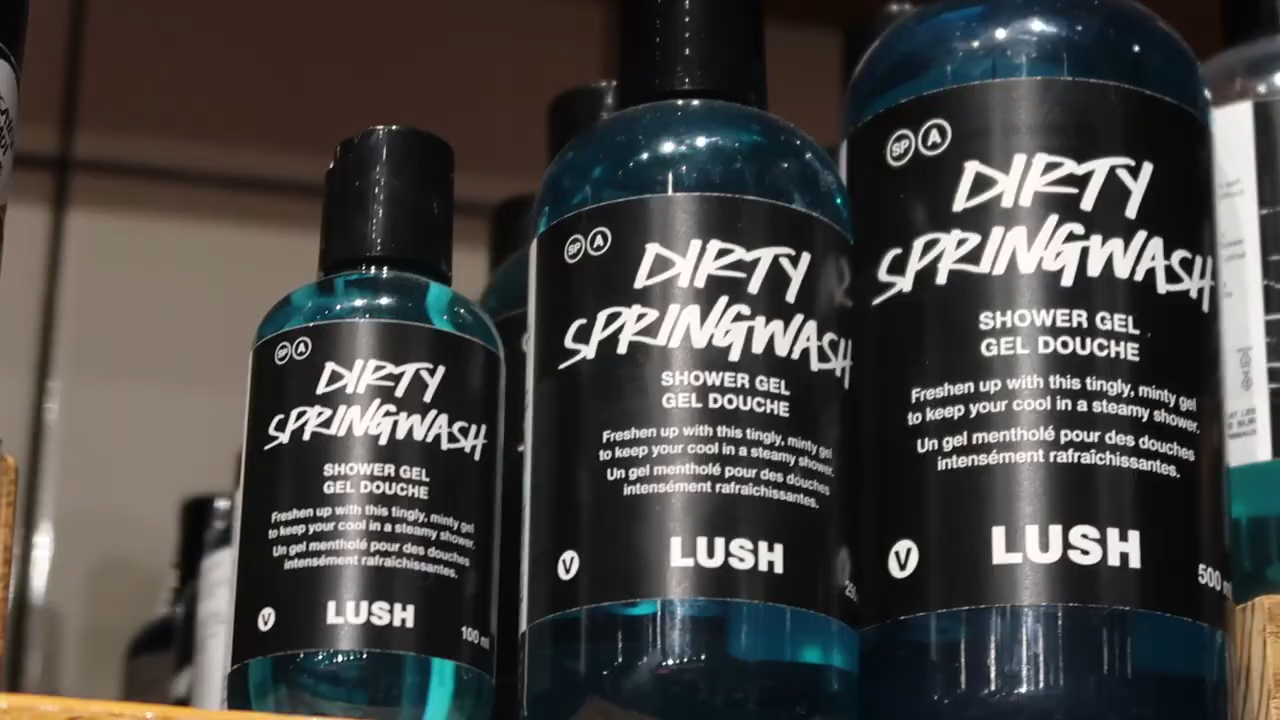 SP A
DIRTY
SPRINGWASH
SHOWER GEL
GEL DOUCHE
Freshen up with this tingly, minty gel
to keep your cool in a steamy shower.
Un gel mentholé pour des douches
intensément rafraîchissantes.
V
LUSH
100 ml
SP A
DIRTY
SPRINGWASH
SHOWER GEL
GEL DOUCHE
Freshen up with this tingly, minty gel
to keep your cool in a steamy shower.
Un gel mentholé pour des douches
intensément rafraîchissantes.
V
LUSH
SP A
DIRTY
SPRINGWASH
SHOWER GEL
GEL DOUCHE
Freshen up with this tingly, minty gel
to keep your cool in a steamy shower.
Un gel mentholé pour des douches
intensément rafraîchissantes.
V
LUSH
500 ml